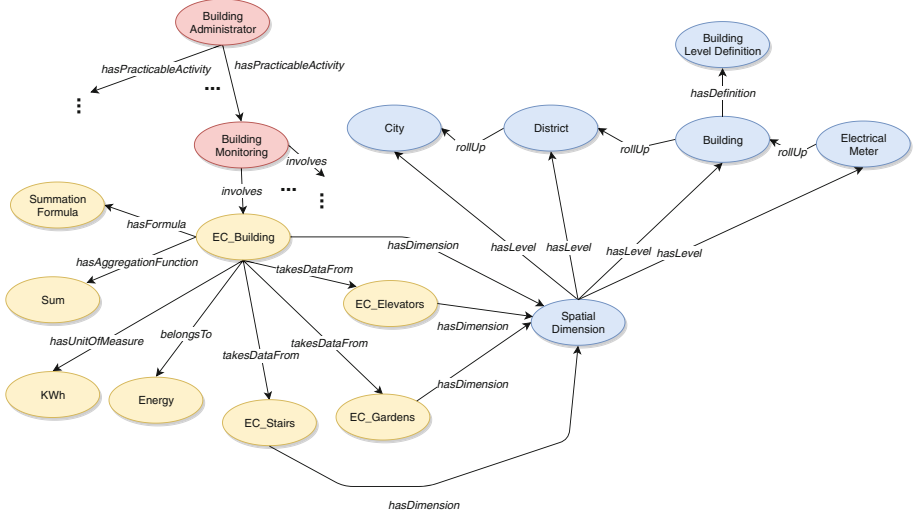 Building
Administrator
hasPracticableActivity
hasPracticableActivity
...
...
Building
Level Definition
hasDefinition
City
District
Building
Electrical
Meter
rollUp
rollUp
rollUp
Building
Monitoring
involves
involves
...
...
Summation
Formula
hasFormula
EC_Building
hasDimension
hasLevel
hasLevel
hasLevel
hasLevel
hasAggregationFunction
takesDataFrom
Sum
EC_Elevators
hasDimension
Spatial
Dimension
hasUnitOfMeasure
belongsTo
takesDataFrom
takesDataFrom
hasDimension
KWh
Energy
EC_Stairs
EC_Gardens
hasDimension